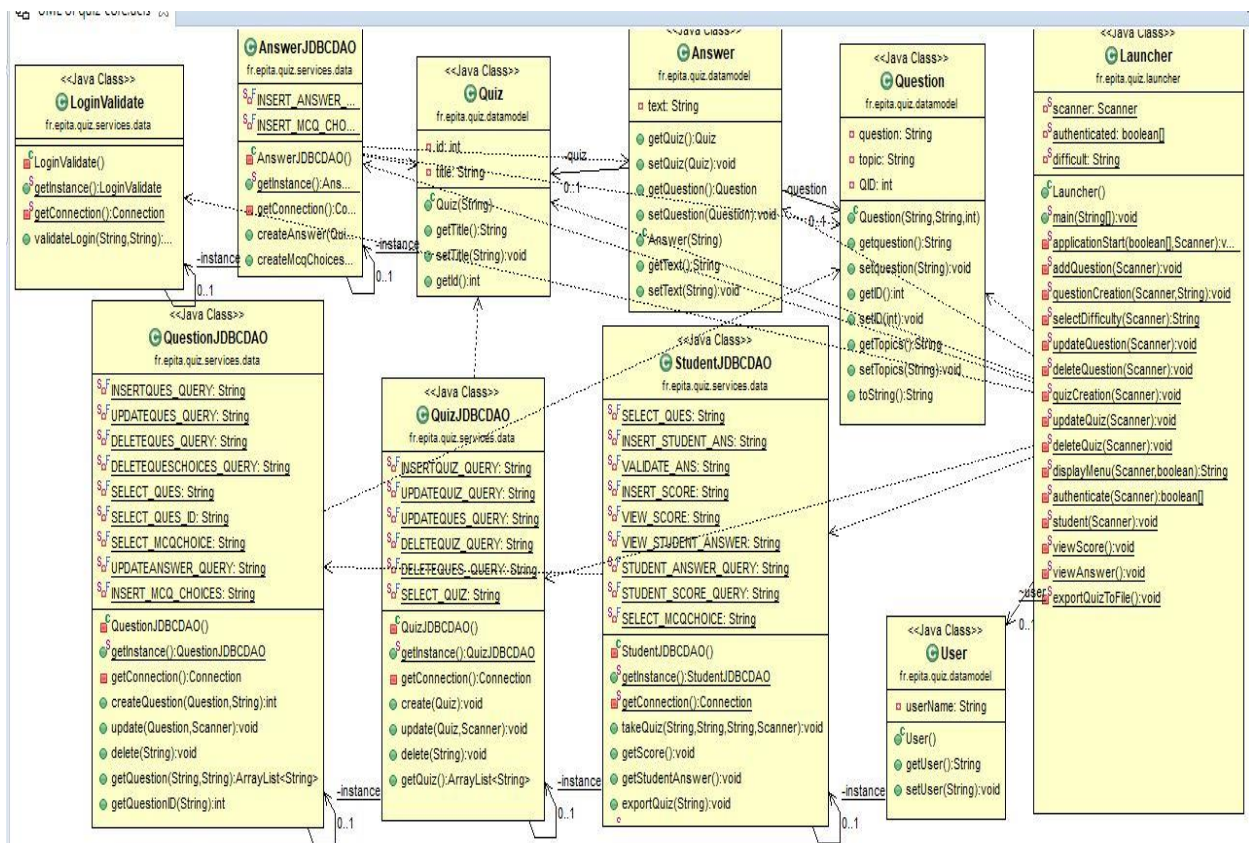 <<Java Class>>
LoginValidate
fr.epita.quiz.services.data
LoginValidate()
getInstance():LoginValidate
getConnection():Connection
validateLogin(String,String):...
-instance
0..1
AnswerJDBCDAO
fr.epita.quiz.services.data
INSERT_ANSWER_...
INSERT_MCQ_CHO...
AnswerJDBCDAO()
getInstance():Ans...
getConnection():Co...
createAnswer(Qui...
createMcqChoices...
-instance
0..1
<<Java Class>>
Quiz
fr.epita.quiz.datamodel
id: int
title: String
Quiz(String)
getTitle():String
setTitle(String):void
getId():int
-quiz
0..1
<<Java Class>>
Answer
fr.epita.quiz.datamodel
text: String
getQuiz():Quiz
setQuiz(Quiz):void
getQuestion():Question
setQuestion(Question):void
Answer(String)
getText():String
setText(String):void
-question
0..1
<<Java Class>>
Question
fr.epita.quiz.datamodel
question: String
topic: String
QID: int
Question(String,String,int)
getquestion():String
setquestion(String):void
getID():int
setID(int):void
getTopics():String
setTopics(String):void
toString():String
<<Java Class>>
Launcher
fr.epita.quiz.launcher
scanner: Scanner
authenticated: boolean[]
difficult: String
Launcher()
main(String[]):void
applicationStart(boolean[],Scanner):v...
addQuestion(Scanner):void
questionCreation(Scanner,String):void
selectDifficulty(Scanner):String
updateQuestion(Scanner):void
deleteQuestion(Scanner):void
quizCreation(Scanner):void
updateQuiz(Scanner):void
deleteQuiz(Scanner):void
displayMenu(Scanner,boolean):String
authenticate(Scanner):boolean[]
student(Scanner):void
viewScore():void
viewAnswer():void
exportQuizToFile():void
~user
0..1
<<Java Class>>
QuestionJDBCDAO
fr.epita.quiz.services.data
INSERTQUES_QUERY: String
UPDATEQUES_QUERY: String
DELETEQUES_QUERY: String
DELETEQUESCHOICES_QUERY: String
SELECT_QUES: String
SELECT_QUES_ID: String
SELECT_MCQCHOICE: String
UPDATEANSWER_QUERY: String
INSERT_MCQ_CHOICES: String
QuestionJDBCDAO()
getInstance():QuestionJDBCDAO
getConnection():Connection
createQuestion(Question,String):int
update(Question,Scanner):void
delete(String):void
getQuestion(String,String):ArrayList<String>
getQuestionID(String):int
-instance
0..1
<<Java Class>>
QuizJDBCDAO
fr.epita.quiz.services.data
INSERTQUIZ_QUERY: String
UPDATEQUIZ_QUERY: String
UPDATEQUES_QUERY: String
DELETEQUIZ_QUERY: String
DELETEQUES_QUERY: String
SELECT_QUIZ: String
QuizJDBCDAO()
getInstance():QuizJDBCDAO
getConnection():Connection
create(Quiz):void
update(Quiz,Scanner):void
delete(String):void
getQuiz():ArrayList<String>
-instance
0..1
<<Java Class>>
StudentJDBCDAO
fr.epita.quiz.services.data
SELECT_QUES: String
INSERT_STUDENT_ANS: String
VALIDATE_ANS: String
INSERT_SCORE: String
VIEW_SCORE: String
VIEW_STUDENT_ANSWER: String
STUDENT_ANSWER_QUERY: String
STUDENT_SCORE_QUERY: String
SELECT_MCQCHOICE: String
StudentJDBCDAO()
getInstance():StudentJDBCDAO
getConnection():Connection
takeQuiz(String,String,String,Scanner):void
getScore():void
getStudentAnswer():void
exportQuiz(String):void
-instance
0..1
<<Java Class>>
User
fr.epita.quiz.datamodel
userName: String
User()
getUser():String
setUser(String):void